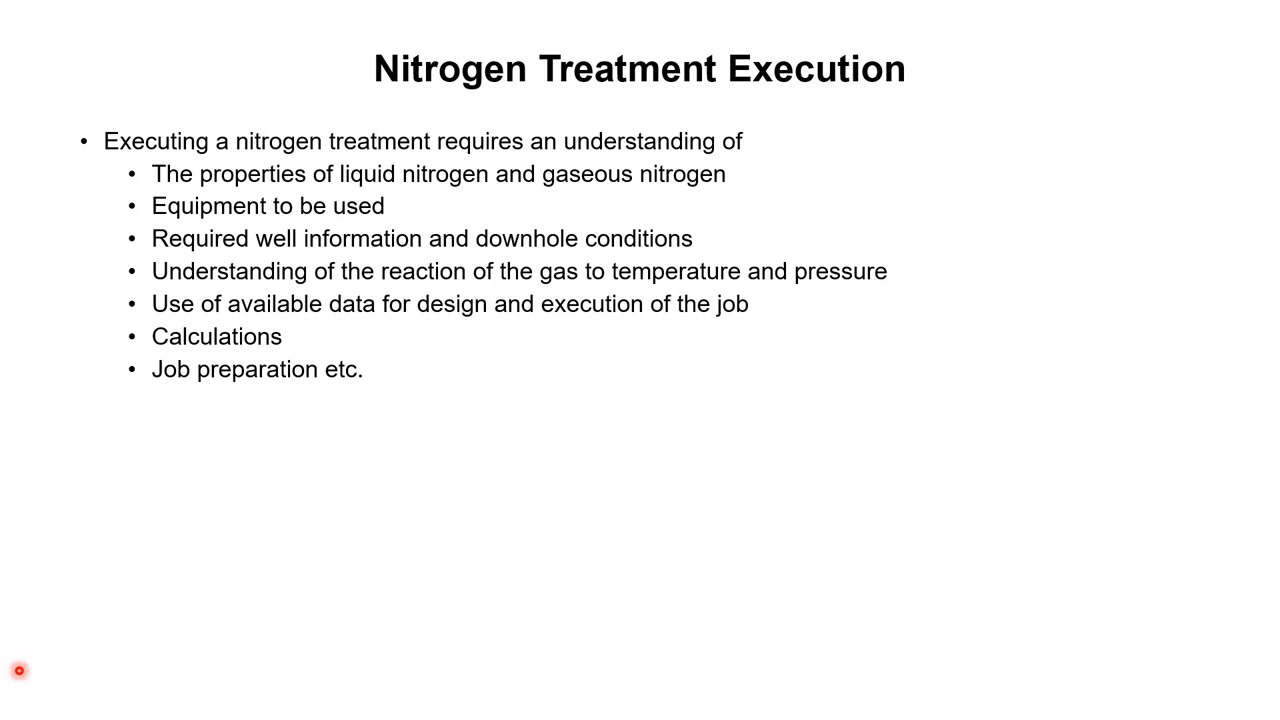 Nitrogen Treatment Execution
• Executing a nitrogen treatment requires an understanding of
• The properties of liquid nitrogen and gaseous nitrogen
• Equipment to be used
• Required well information and downhole conditions
• Understanding of the reaction of the gas to temperature and pressure
• Use of available data for design and execution of the job
• Calculations
• Job preparation etc.